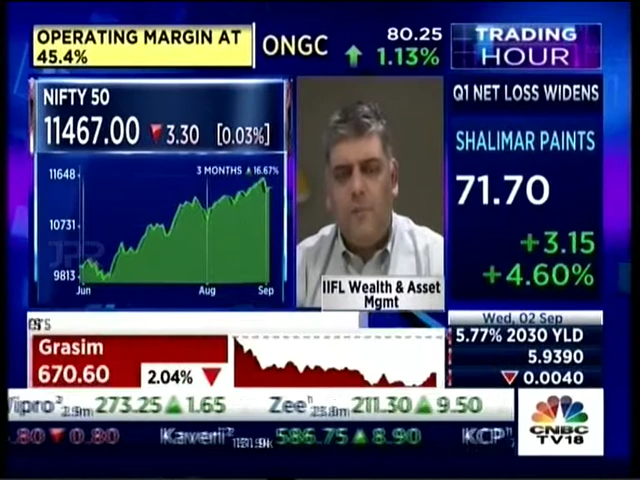 OPERATING MARGIN AT
45.4%
ONGC
80.25
1.13%
TRADING
HOUR
NIFTY 50
11467.00 3.30 [0.03%]
3 MONTHS 16.67%
11648
10731
9813
Jun Aug Sep
IIFL Wealth & Asset
Mgmt
Q1 NET LOSS WIDENS
SHALIMAR PAINTS
71.70
+3.15
+4.60%
Wed, 02 Sep
5.77% 2030 YLD
5.9390
0.0040
Grasim
670.60 2.04%
273.25 1.65 Zee 211.30 9.50
.80 0.80 586.75 8.90 KCP
CNBC
TV18